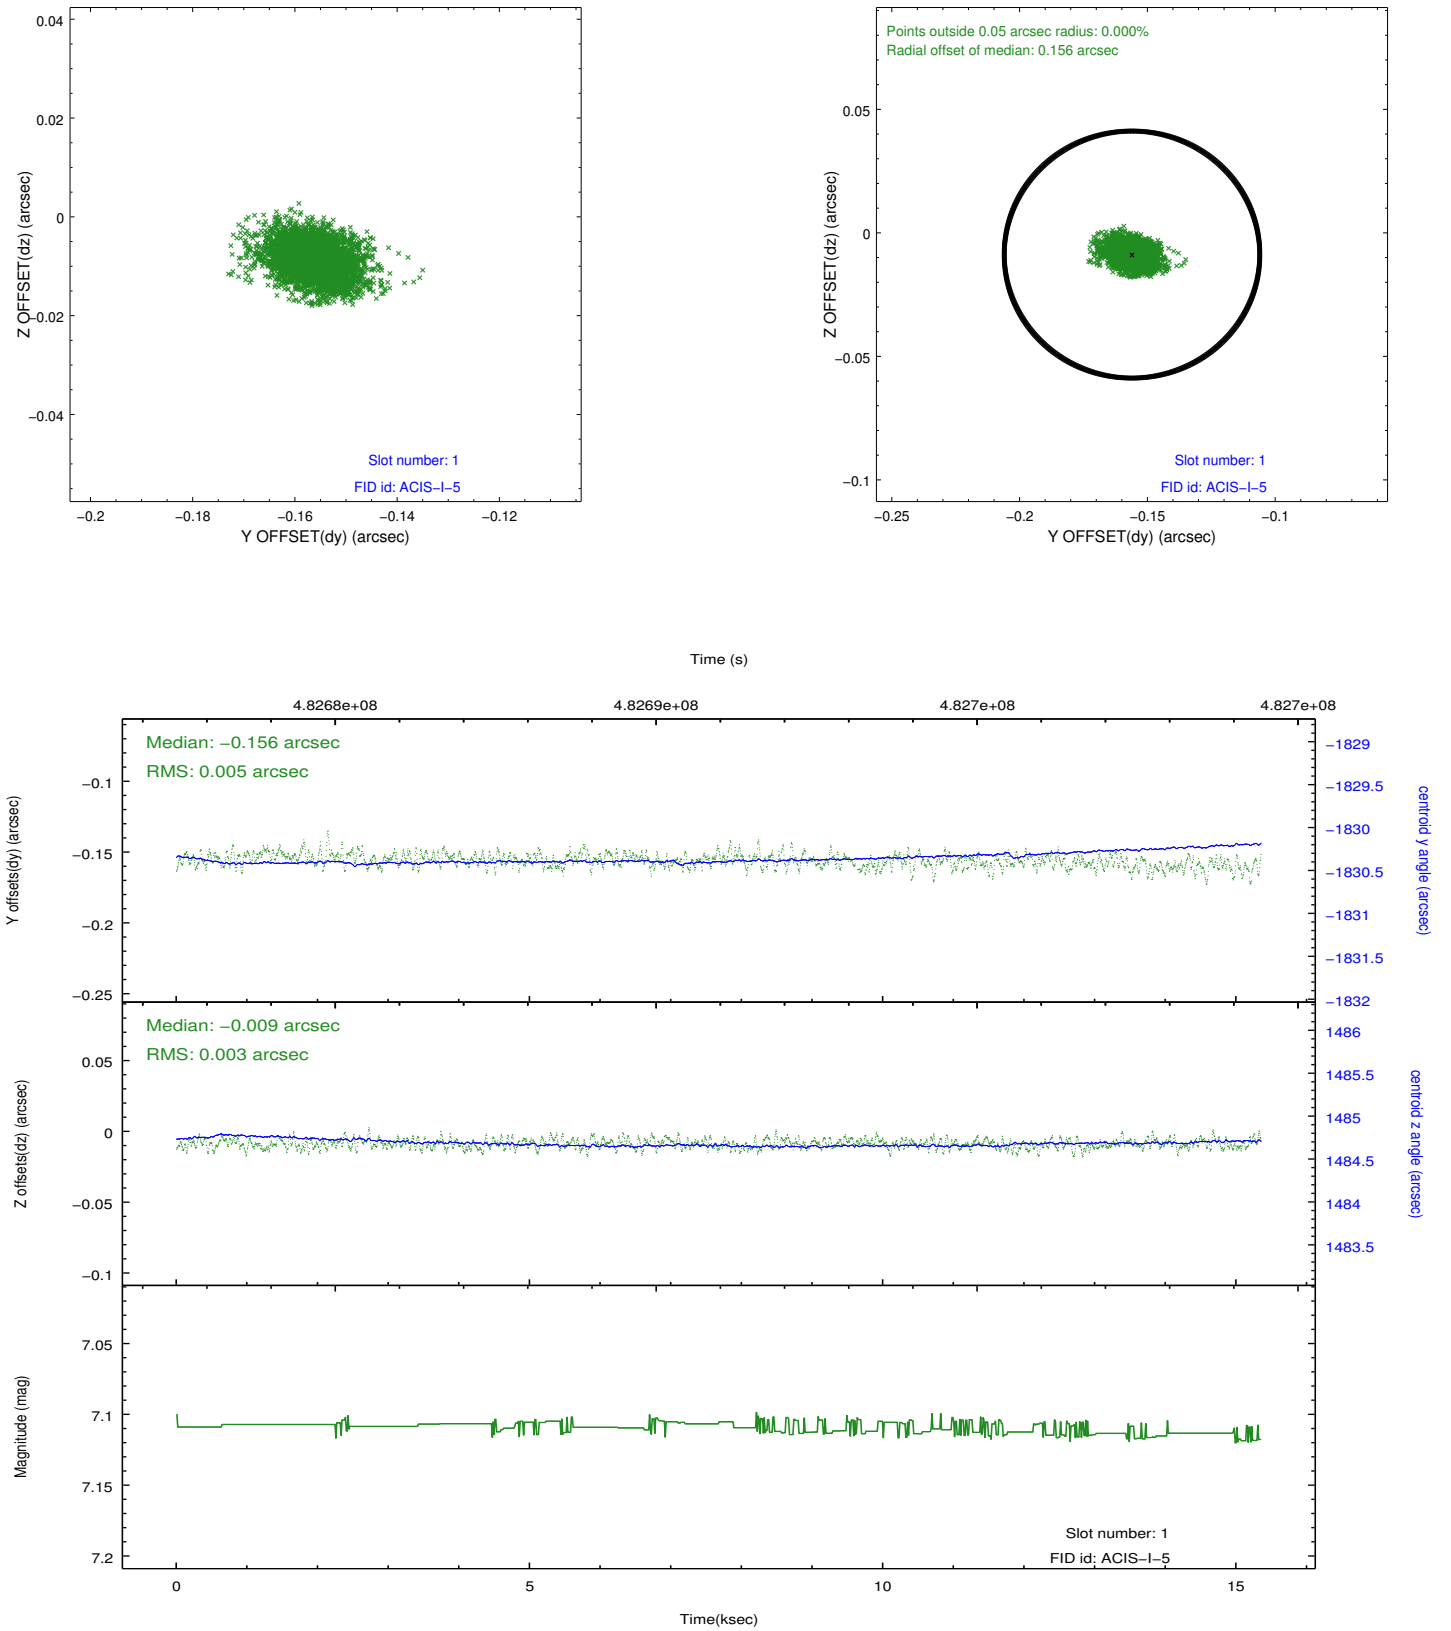 0.04
0.02
0
−0.02
−0.04
Z OFFSET(dz) (arcsec)
Slot number: 1
FID id: ACIS−I−5
−0.2
−0.18
−0.16
−0.14
−0.12
Y OFFSET(dy) (arcsec)
Points outside 0.05 arcsec radius: 0.000%
Radial offset of median: 0.156 arcsec
0.05
0
−0.05
−0.1
Z OFFSET(dz) (arcsec)
Slot number: 1
FID id: ACIS−I−5
−0.25
−0.2
−0.15
−0.1
Y OFFSET(dy) (arcsec)
Time (s)
4.8268e+08
4.8269e+08
4.827e+08
4.827e+08
Median: −0.156 arcsec
RMS: 0.005 arcsec
−0.1
−0.15
−0.2
−0.25
Y offsets(dy) (arcsec)
−1829
−1829.5
−1830
−1830.5
−1831
−1831.5
−1832
centroid y angle (arcsec)
Median: −0.009 arcsec
RMS: 0.003 arcsec
0.05
0
−0.05
−0.1
Z offsets(dz) (arcsec)
1486
1485.5
1485
1484.5
1484
1483.5
centroid z angle (arcsec)
7.05
7.1
7.15
7.2
Magnitude (mag)
Slot number: 1
FID id: ACIS−I−5
0
5
10
15
Time(ksec)